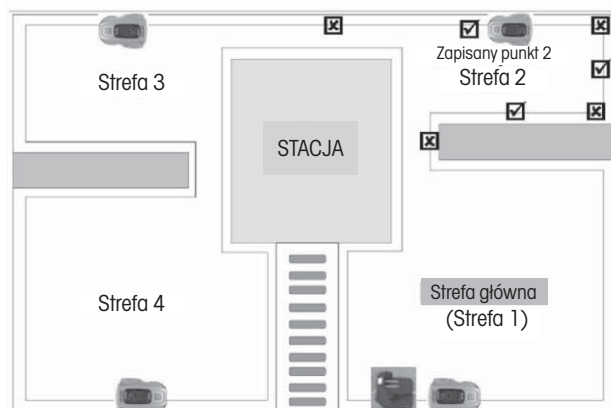 Zapisany punkt 2
Strefa 2
Strefa 3
STACJA
Strefa 4
Strefa główna
(Strefa 1)